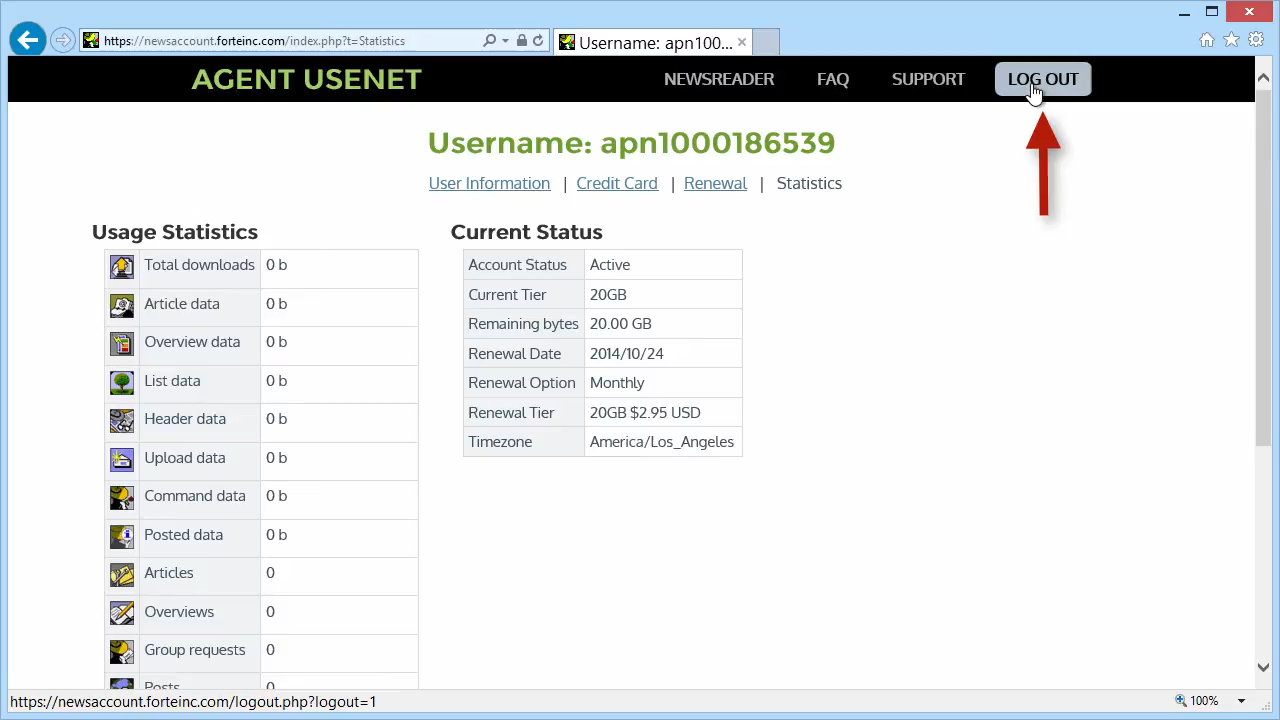 https://newsaccount.forteinc.com/index.php?t=Statistics
Username: apn100...
AGENT USENET
NEWSREADER FAQ SUPPORT LOG OUT
Username: apn1000186539
User Information | Credit Card | Renewal | Statistics
Usage Statistics
Total downloads 0 b
Article data 0 b
Overview data 0 b
List data 0 b
Header data 0 b
Upload data 0 b
Command data 0 b
Posted data 0 b
Articles 0
Overviews 0
Group requests 0
Posts 0
Current Status
Account Status Active
Current Tier 20GB
Remaining bytes 20.00 GB
Renewal Date 2014/10/24
Renewal Option Monthly
Renewal Tier 20GB $2.95 USD
Timezone America/Los_Angeles
https://newsaccount.forteinc.com/logout.php?logout=1
100%